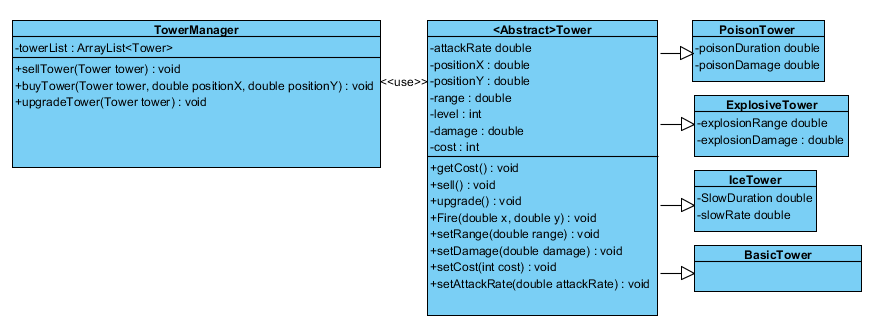 TowerManager
-towerList : ArrayList<Tower>
+sellTower(Tower tower) : void
+buyTower(Tower tower, double positionX, double positionY) : void
+upgradeTower(Tower tower) : void
<<use>>
<Abstract>Tower
-attackRate double
-positionX : double
-positionY : double
-range : double
-level : int
-damage : double
-cost : int
+getCost() : void
+sell() : void
+upgrade() : void
+Fire(double x, double y) : void
+setRange(double range) : void
+setDamage(double damage) : void
+setCost(int cost) : void
+setAttackRate(double attackRate) : void
PoisonTower
-poisonDuration double
-poisonDamage double
ExplosiveTower
-explosionRange double
-explosionDamage : double
IceTower
-SlowDuration double
-slowRate double
BasicTower